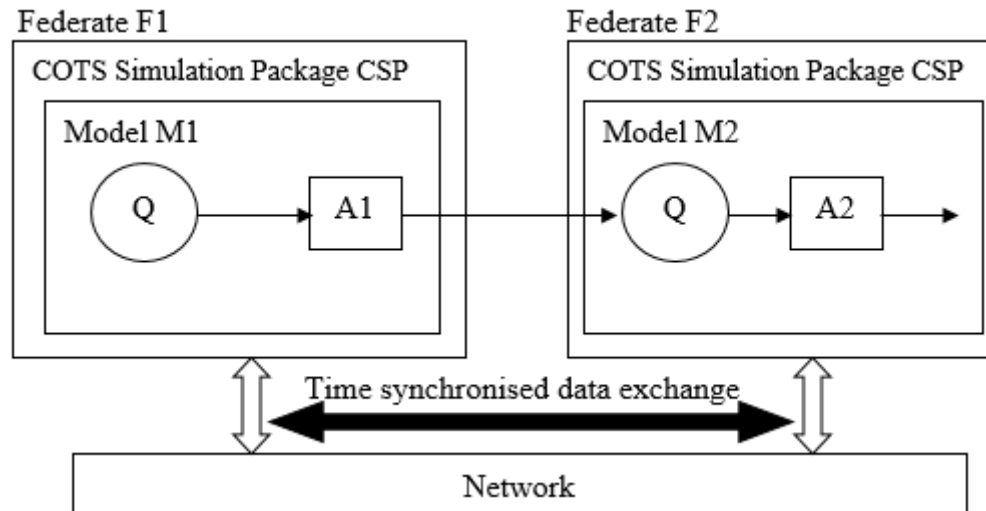 Federate F1
COTS Simulation Package CSP
Model M1
Q
A1
Federate F2
COTS Simulation Package CSP
Model M2
Q
A2
Time synchronised data exchange
Network